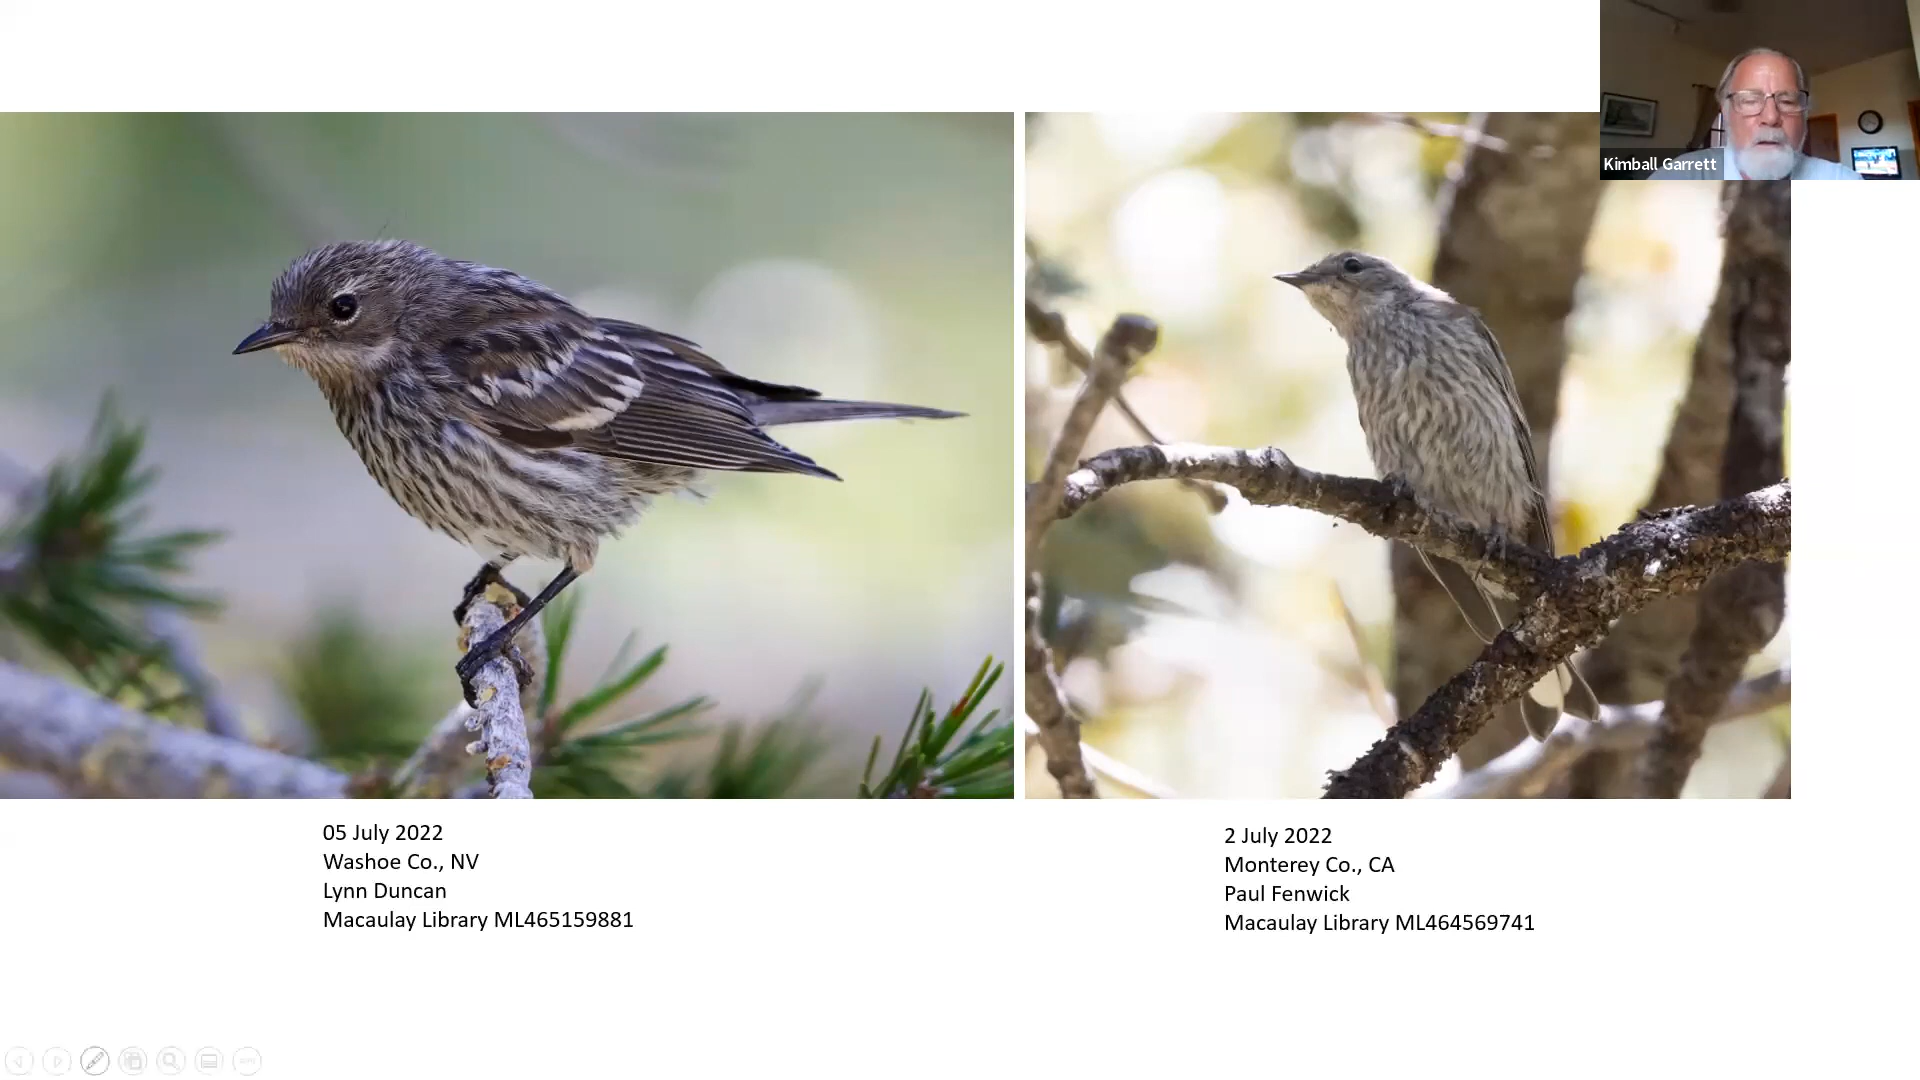 Kimball Garrett
05 July 2022
Washoe Co., NV
Lynn Duncan
Macaulay Library ML465159881
2 July 2022
Monterey Co., CA
Paul Fenwick
Macaulay Library ML464569741